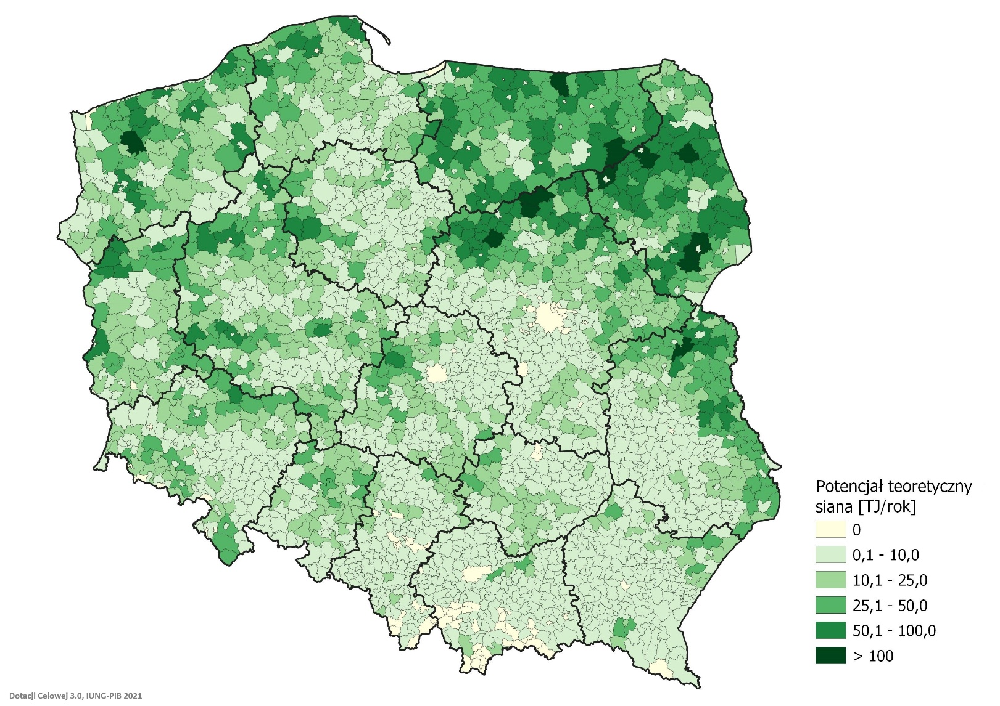 Potencjał teoretyczny
siana [TJ/rok]
0
0,1 - 10,0
10,1 - 25,0
25,1 - 50,0
50,1 - 100,0
> 100
Dotacji Celowej 3.0, IUNG-PIB 2021